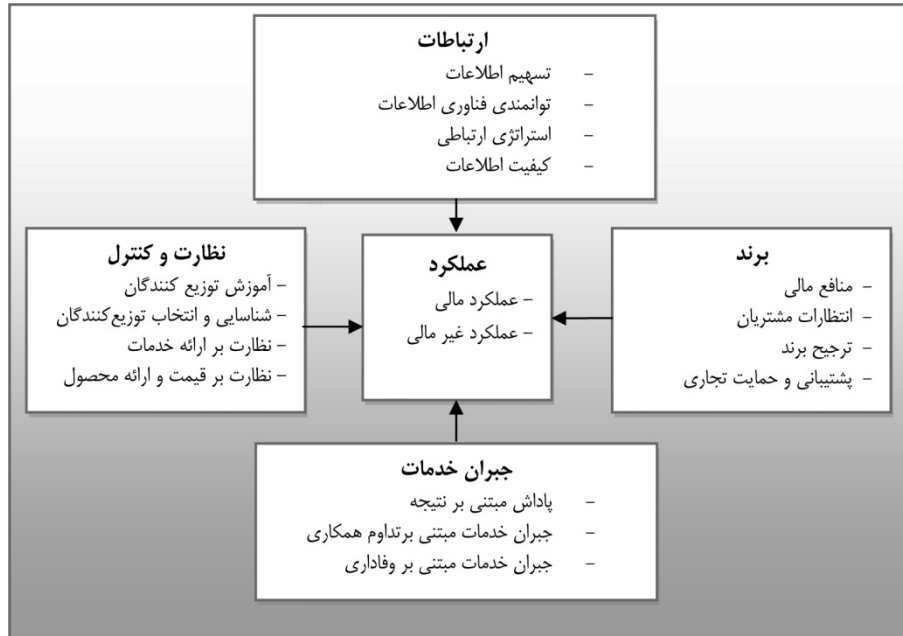 ارتباطات
- تسهیم اطلاعات
- توانمندی فناوری اطلاعات
- استراتژی ارتباطی
- کیفیت اطلاعات
برند
- منافع مالی
- انتظارات مشتریان
- ترجیح برند
- پشتیبانی و حمایت تجاری
عملکرد
- عملکرد مالی
- عملکرد غیر مالی
نظارت و کنترل
- آموزش توزیع کنندگان
- شناسایی و انتخاب توزیع‌کنندگان
- نظارت بر ارائه خدمات
- نظارت بر قیمت و ارائه محصول
جبران خدمات
- پاداش مبتنی بر نتیجه
- جبران خدمات مبتنی برتداوم همکاری
- جبران خدمات مبتنی بر وفاداری